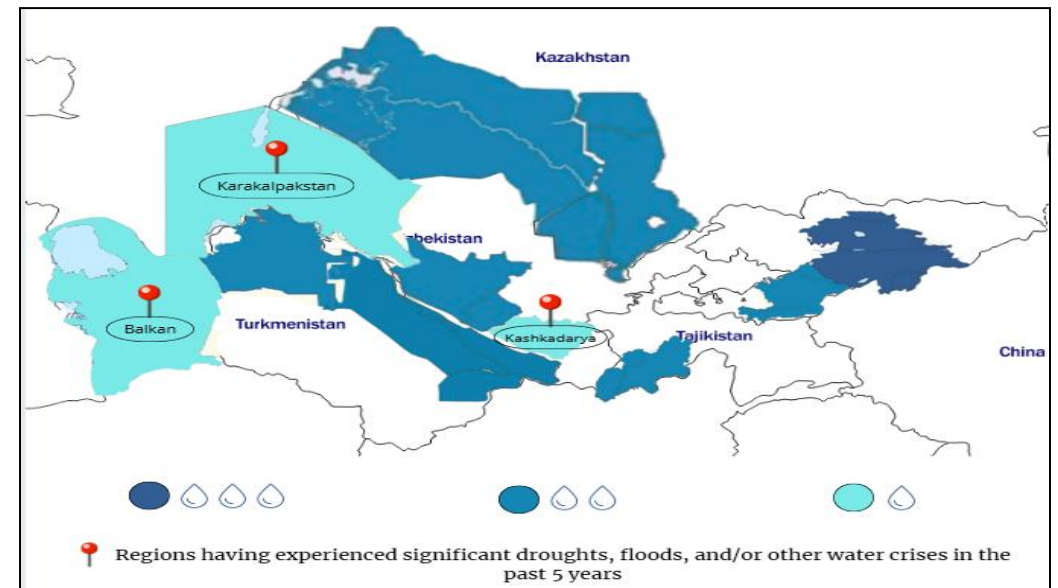 Kazakhstan
Karakalpakstan
bekistan
Balkan
Turkmenistan
Kashkadarya
Tajikistan
China
Regions having experienced significant droughts, floods, and/or other water crises in the
past 5 years